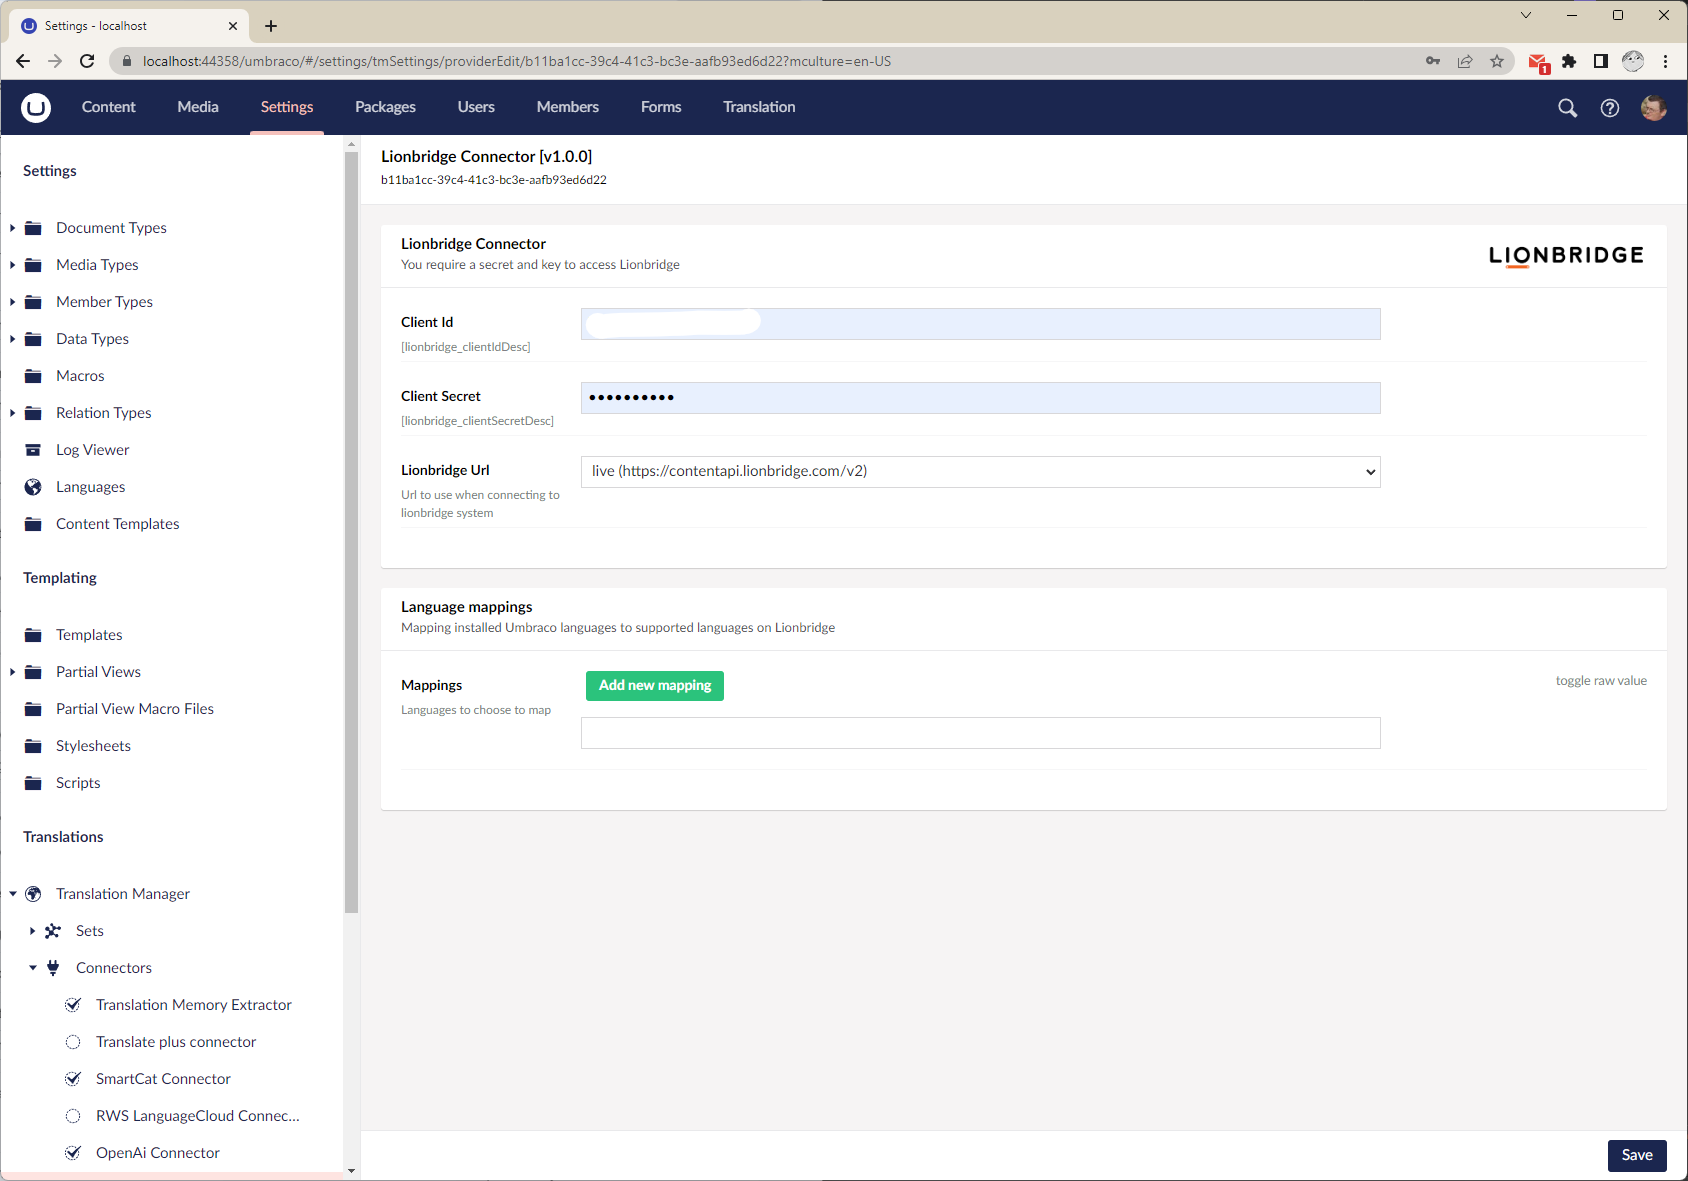 Settings - localhost
localhost:44358/umbraco/#/settings/tmSettings/providerEdit/b11ba1cc-39c4-41c3-bc3e-aafb93ed6d22?mculture=en-US
1
Content Media Settings Packages Users Members Forms Translation
Settings
Document Types
Media Types
Member Types
Data Types
Macros
Relation Types
Log Viewer
Languages
Content Templates
Templating
Templates
Partial Views
Partial View Macro Files
Stylesheets
Scripts
Translations
Translation Manager
Sets
Connectors
Translation Memory Extractor
Translate plus connector
SmartCat Connector
RWS LanguageCloud Connec...
OpenAi Connector
Lionbridge Connector [v1.0.0]
b11ba1cc-39c4-41c3-bc3e-aafb93ed6d22
Lionbridge Connector
You require a secret and key to access Lionbridge
LIONBRIDGE
Client Id
[lionbridge_clientIdDesc]
Client Secret
••••••••••
[lionbridge_clientSecretDesc]
Lionbridge Url
live (https://contentapi.lionbridge.com/v2)
Url to use when connecting to
lionbridge system
Language mappings
Mapping installed Umbraco languages to supported languages on Lionbridge
Mappings
Add new mapping
toggle raw value
Languages to choose to map
Save